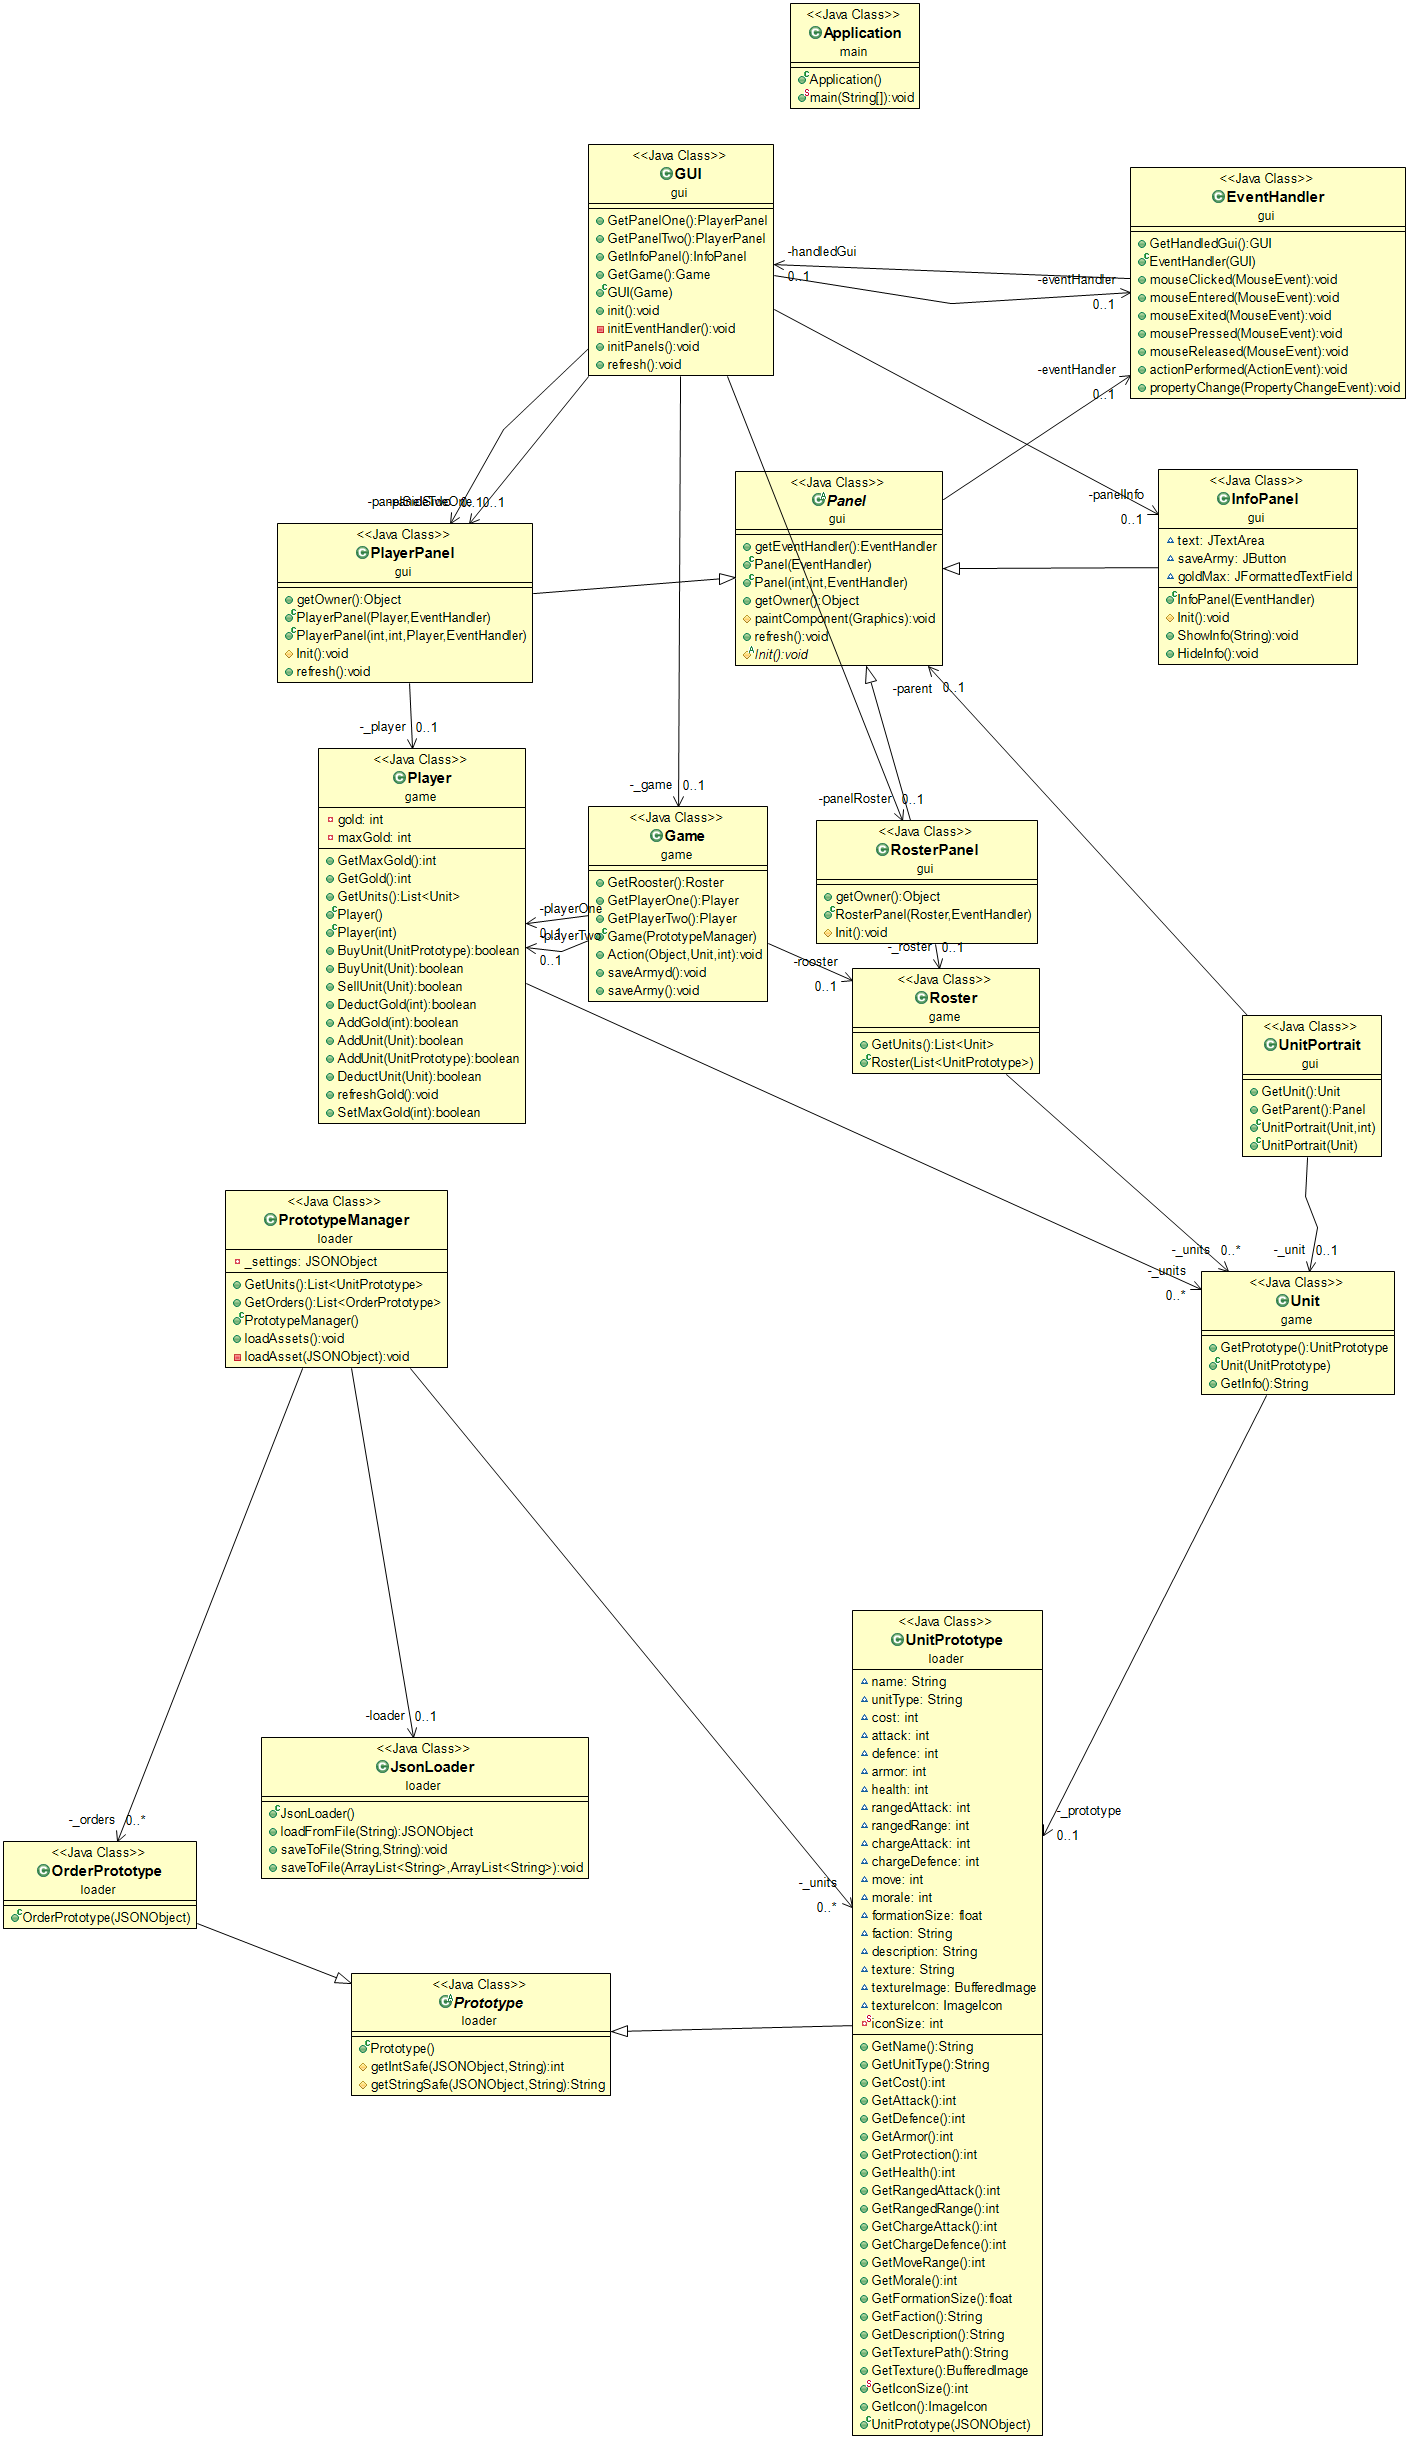 <<Java Class>>
Application
main
Application()
main(String[]):void
<<Java Class>>
GUI
gui
GetPanelOne():PlayerPanel
GetPanelTwo():PlayerPanel
GetInfoPanel():InfoPanel
GetGame():Game
GUI(Game)
init():void
initEventHandler():void
initPanels():void
refresh():void
<<Java Class>>
EventHandler
gui
GetHandledGui():GUI
EventHandler(GUI)
mouseClicked(MouseEvent):void
mouseEntered(MouseEvent):void
mouseExited(MouseEvent):void
mousePressed(MouseEvent):void
mouseReleased(MouseEvent):void
actionPerformed(ActionEvent):void
propertyChange(PropertyChangeEvent):void
-handledGui
0..1
-eventHandler
0..1
-eventHandler
0..1
-panelInfo
0..1
0..1
0..1
<<Java Class>>
PlayerPanel
gui
getOwner():Object
PlayerPanel(Player,EventHandler)
PlayerPanel(int,int,Player,EventHandler)
Init():void
refresh():void
<<Java Class>>
Panel
gui
getEventHandler():EventHandler
Panel(EventHandler)
Panel(int,int,EventHandler)
getOwner():Object
paintComponent(Graphics):void
refresh():void
Init():void
<<Java Class>>
InfoPanel
gui
text: JTextArea
saveArmy: JButton
goldMax: JFormattedTextField
InfoPanel(EventHandler)
Init():void
ShowInfo(String):void
HideInfo():void
-parent 0..1
-_player 0..1
<<Java Class>>
Player
game
gold: int
maxGold: int
GetMaxGold():int
GetGold():int
GetUnits():List<Unit>
Player()
Player(int)
BuyUnit(UnitPrototype):boolean
BuyUnit(Unit):boolean
SellUnit(Unit):boolean
DeductGold(int):boolean
AddGold(int):boolean
AddUnit(Unit):boolean
AddUnit(UnitPrototype):boolean
DeductUnit(Unit):boolean
refreshGold():void
SetMaxGold(int):boolean
-_game 0..1
<<Java Class>>
Game
game
GetRooster():Roster
GetPlayerOne():Player
GetPlayerTwo():Player
Game(PrototypeManager)
Action(Object,Unit,int):void
saveArmyd():void
saveArmy():void
-playerOne
0..1
-playerTwo
0..1
-panelRoster 0..1
<<Java Class>>
RosterPanel
gui
getOwner():Object
RosterPanel(Roster,EventHandler)
Init():void
-_roster 0..1
-rooster
0..1
<<Java Class>>
Roster
game
GetUnits():List<Unit>
Roster(List<UnitPrototype>)
<<Java Class>>
UnitPortrait
gui
GetUnit():Unit
GetParent():Panel
UnitPortrait(Unit,int)
UnitPortrait(Unit)
-_units 0..*
-_unit 0..1
-_units
0..*
<<Java Class>>
Unit
game
GetPrototype():UnitPrototype
Unit(UnitPrototype)
GetInfo():String
<<Java Class>>
PrototypeManager
loader
_settings: JSONObject
GetUnits():List<UnitPrototype>
GetOrders():List<OrderPrototype>
PrototypeManager()
loadAssets():void
loadAsset(JSONObject):void
-loader 0..1
<<Java Class>>
JsonLoader
loader
JsonLoader()
loadFromFile(String):JSONObject
saveToFile(String,String):void
saveToFile(ArrayList<String>,ArrayList<String>):void
-_orders 0..*
<<Java Class>>
OrderPrototype
loader
OrderPrototype(JSONObject)
<<Java Class>>
Prototype
loader
Prototype()
getIntSafe(JSONObject,String):int
getStringSafe(JSONObject,String):String
-_units
0..*
-_prototype
0..1
<<Java Class>>
UnitPrototype
loader
name: String
unitType: String
cost: int
attack: int
defence: int
armor: int
health: int
rangedAttack: int
rangedRange: int
chargeAttack: int
chargeDefence: int
move: int
morale: int
formationSize: float
faction: String
description: String
texture: String
textureImage: BufferedImage
textureIcon: ImageIcon
iconSize: int
GetName():String
GetUnitType():String
GetCost():int
GetAttack():int
GetDefence():int
GetArmor():int
GetProtection():int
GetHealth():int
GetRangedAttack():int
GetRangedRange():int
GetChargeAttack():int
GetChargeDefence():int
GetMoveRange():int
GetMorale():int
GetFormationSize():float
GetFaction():String
GetDescription():String
GetTexturePath():String
GetTexture():BufferedImage
GetIconSize():int
GetIcon():ImageIcon
UnitPrototype(JSONObject)